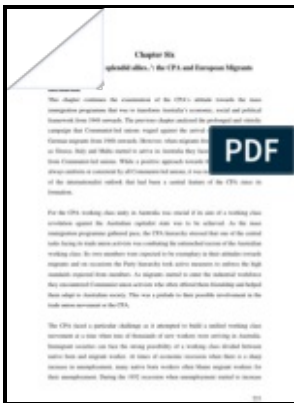 Chapter Six
splendid allies..': the CPA and European Migrants
This chapter continues the examination of the CPA's attitude towards the mass
immigration programme that was to transform Australia's economic, social and political
framework from 1948 onwards. The previous chapter analysed the prolonged and
campaign that Communist-led unions waged against the arrival
German migrants from 1948 onwards. However, when migrants from
as Greece, Italy and Malta started to arrive in Australia they
from Communist-led unions. While a positive approach towards
always uniform or consistent by all Communist-led unions, it was
of the internationalist outlook that had been a central feature of the CPA since its
formation.
PDF
For the CPA working class unity in Australia was crucial if its aim of a working class
revolution against the Australian capitalist state was to be achieved. As the mass
immigration programme gathered pace, the CPA hierarchy stressed that one of the central
tasks facing its trade union activists was combating the entrenched racism of the Australian
working class. Its own members were expected to be exemplary in their attitudes towards
migrants and on occasions the Party hierarchy took active measures to enforce the high
standards expected from members. As migrants started to enter the industrial workforce
they encountered Communist union activists who often offered them friendship and helped
them adapt to Australian society. This was a prelude to their possible involvement in the
trade union movement or the CPA.
The CPA faced a particular challenge as it attempted to build a unified working class
movement at a time when tens of thousands of new workers were arriving in Australia.
Immigrant societies can face the strong possibility of a working class divided between
native born and migrant worker. At times of economic recession when there is a sharp
increase in unemployment, many native born workers often blame migrant workers for
their unemployment. During the 1952 recession when unemployment started to increase